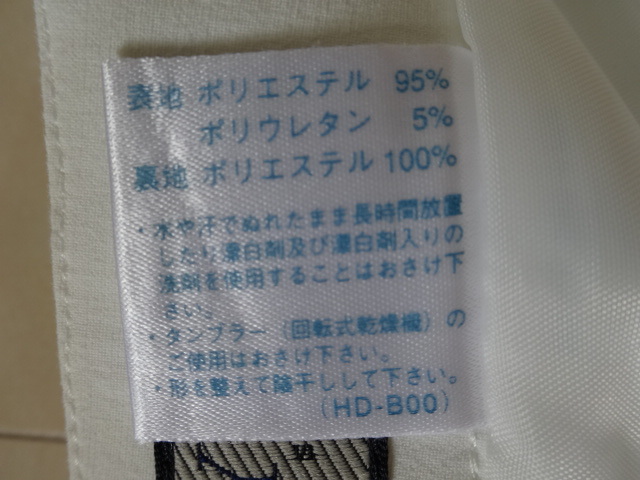 表地 ポリエステル 95%
ポリウレタン 5%
裏地 ポリエステル 100%
・水や汗でぬれたまま長時間放置
したり漂白剤及び漂白剤入りの
洗剤を使用することはおさけ下
さい。
・タンブラー（回転式乾燥機）の
ご使用はおさけ下さい。
・形を整えて陰干しして下さい。
（HD-B00）